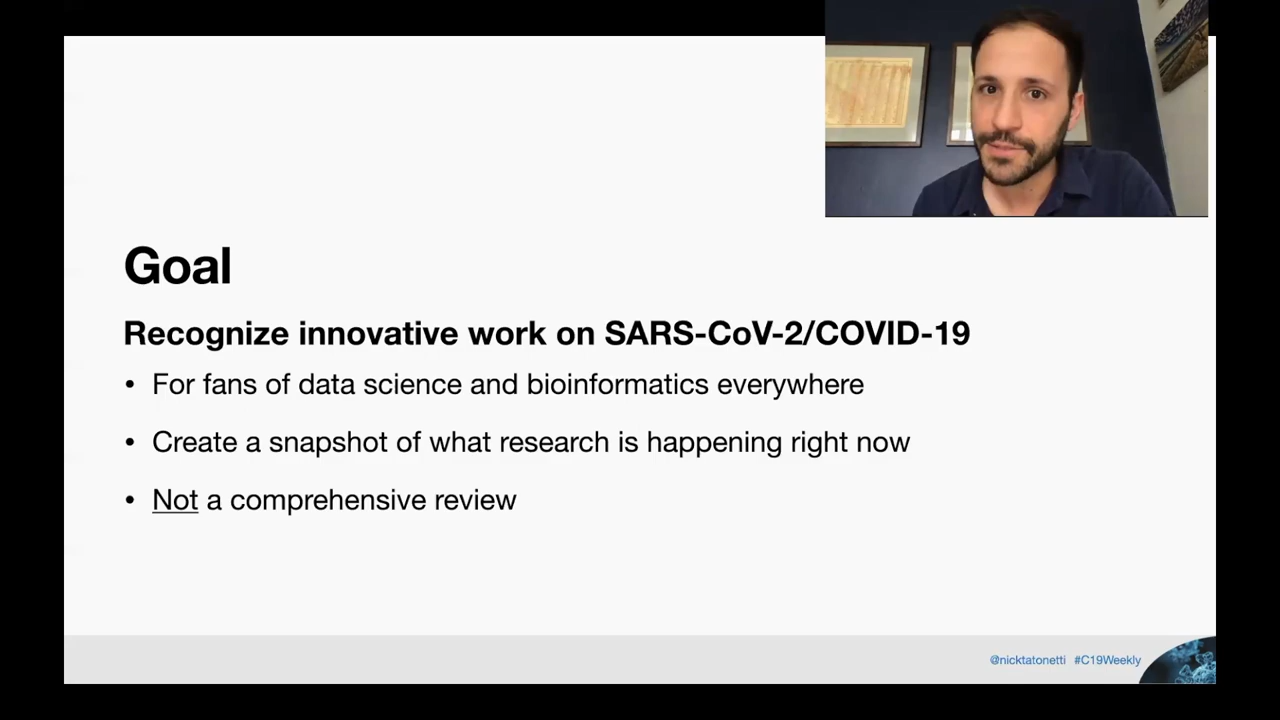 Goal
Recognize innovative work on SARS-CoV-2/COVID-19
• For fans of data science and bioinformatics everywhere
• Create a snapshot of what research is happening right now
• Not a comprehensive review
@nicktatonetti #C19Weekly